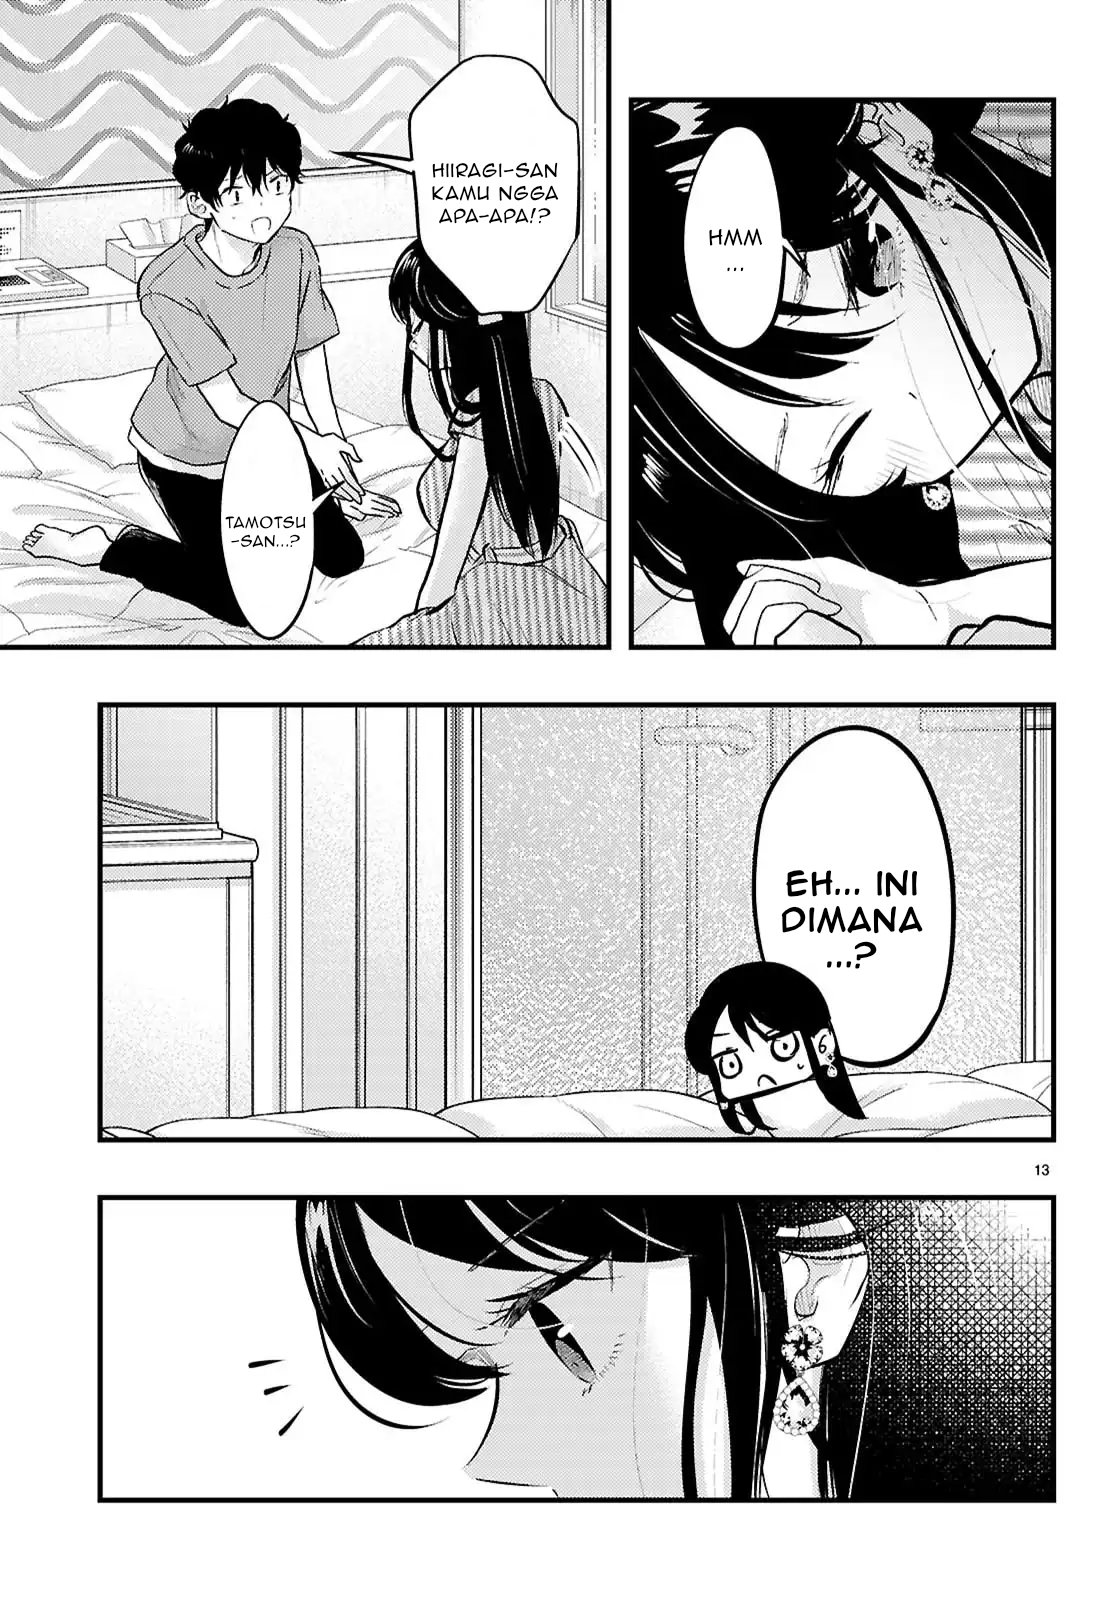 HMM
...
HIIRAGI-SAN
KAMU NGGA
APA-APA!?
TAMOTSU
-SAN...?
EH... INI
DIMANA
...?
13